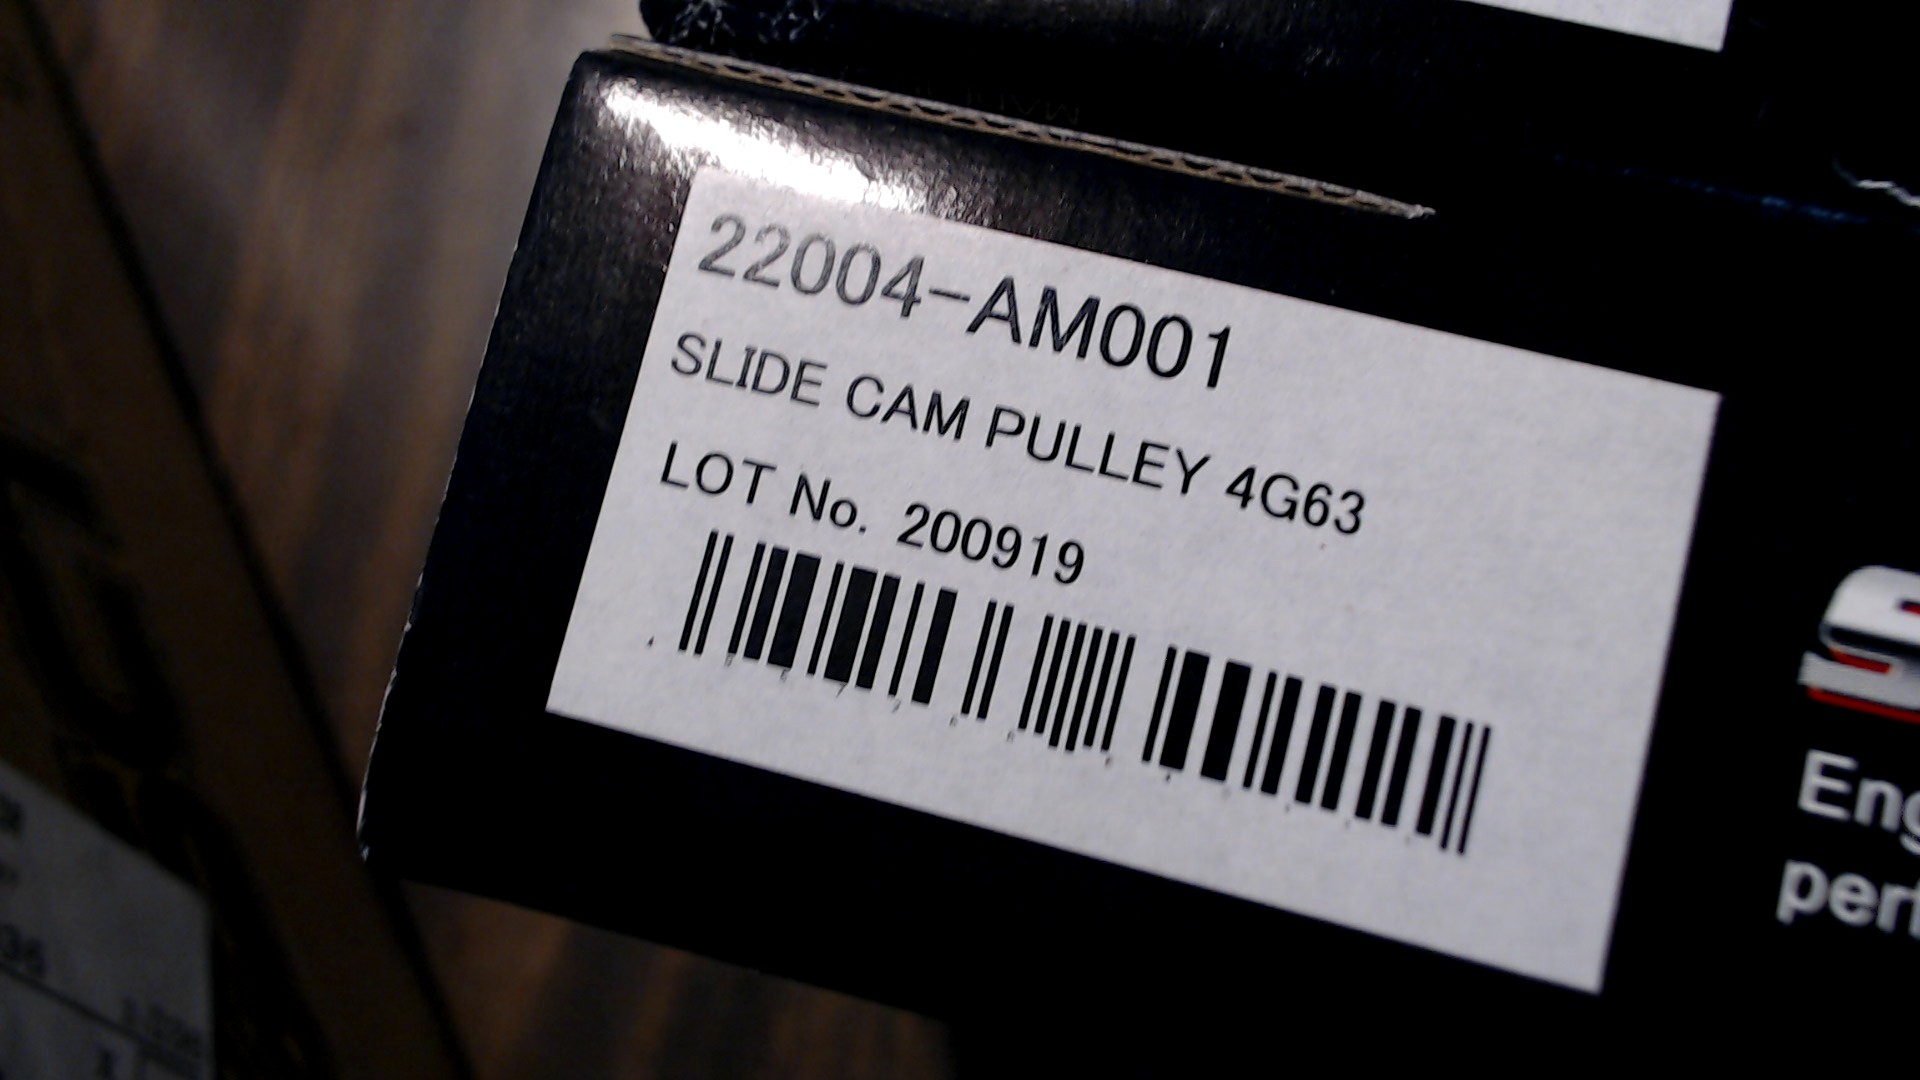 22004-AM001
SLIDE CAM PULLEY 4G63
LOT No. 200919